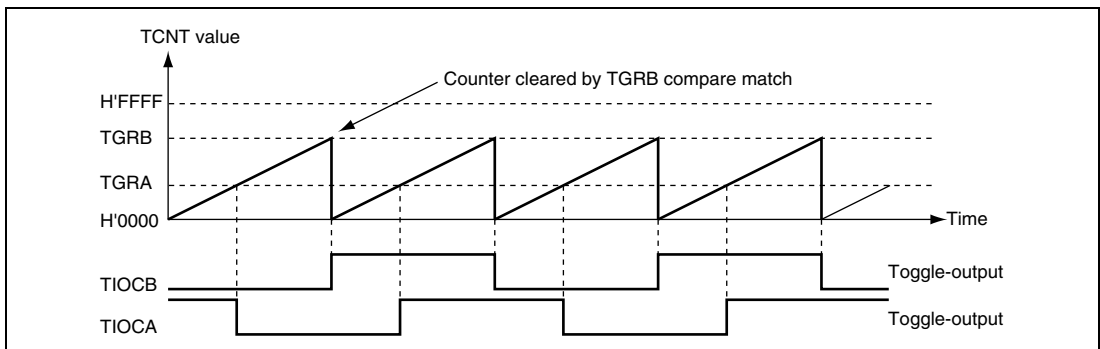 TCNT value
Counter cleared by TGRB compare match
H'FFFF
TGRB
TGRA
H'0000
Time
TIOCB
Toggle-output
TIOCA
Toggle-output